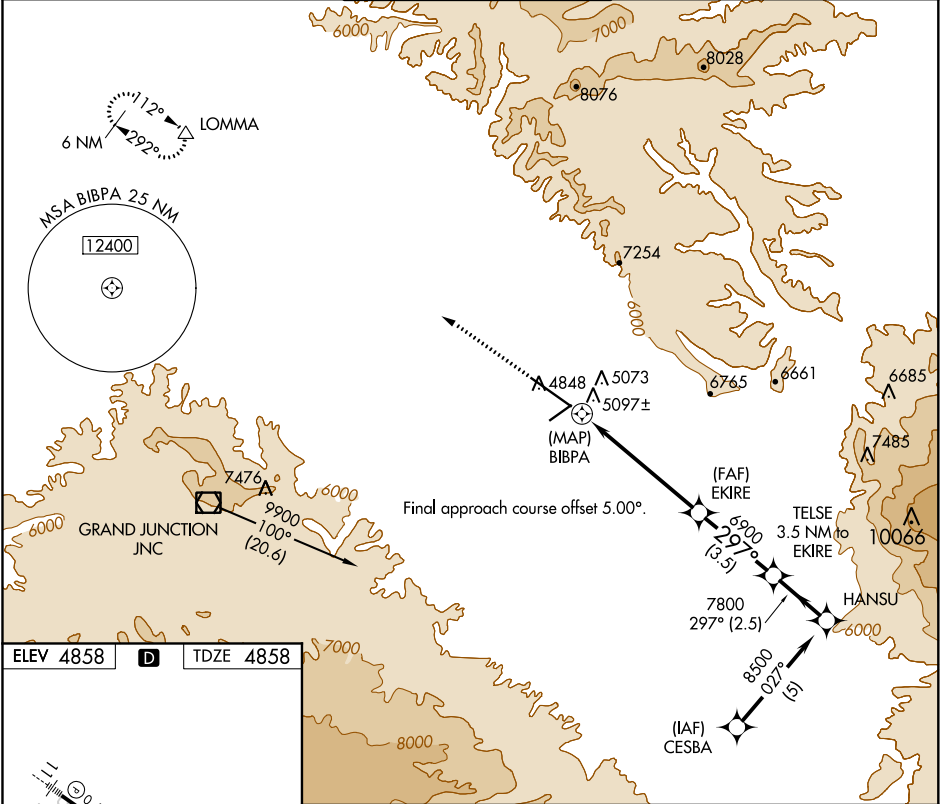 6000
7000
8028
8076
112°
292°
6 NM
LOMMA
MSA BIBPA 25 NM
12400
7254
6000
4848
5073
5097±
6765
6661
6685
7485
10066
(MAP)
BIBPA
(FAF)
EKIRE
Final approach course offset 5.00°.
6900
297°
(3.5)
TELSE
3.5 NM to
EKIRE
7800
297° (2.5)
HANSU
6000
8500
027°
(5)
(IAF)
CESBA
7476
6000
6000
GRAND JUNCTION
JNC
9900
100°
(20.6)
7000
8000
ELEV 4858
D
TDZE 4858
11
P